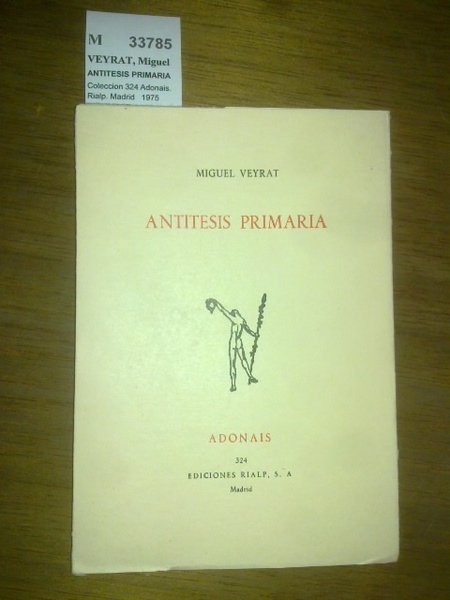 M 33785
VEYRAT, Miguel
ANTITESIS PRIMARIA
Coleccion 324 Adonais.
Rialp. Madrid 1975
MIGUEL VEYRAT
ANTITESIS PRIMARIA
ADONAIS
324
EDICIONES RIALP, S. A
Madrid